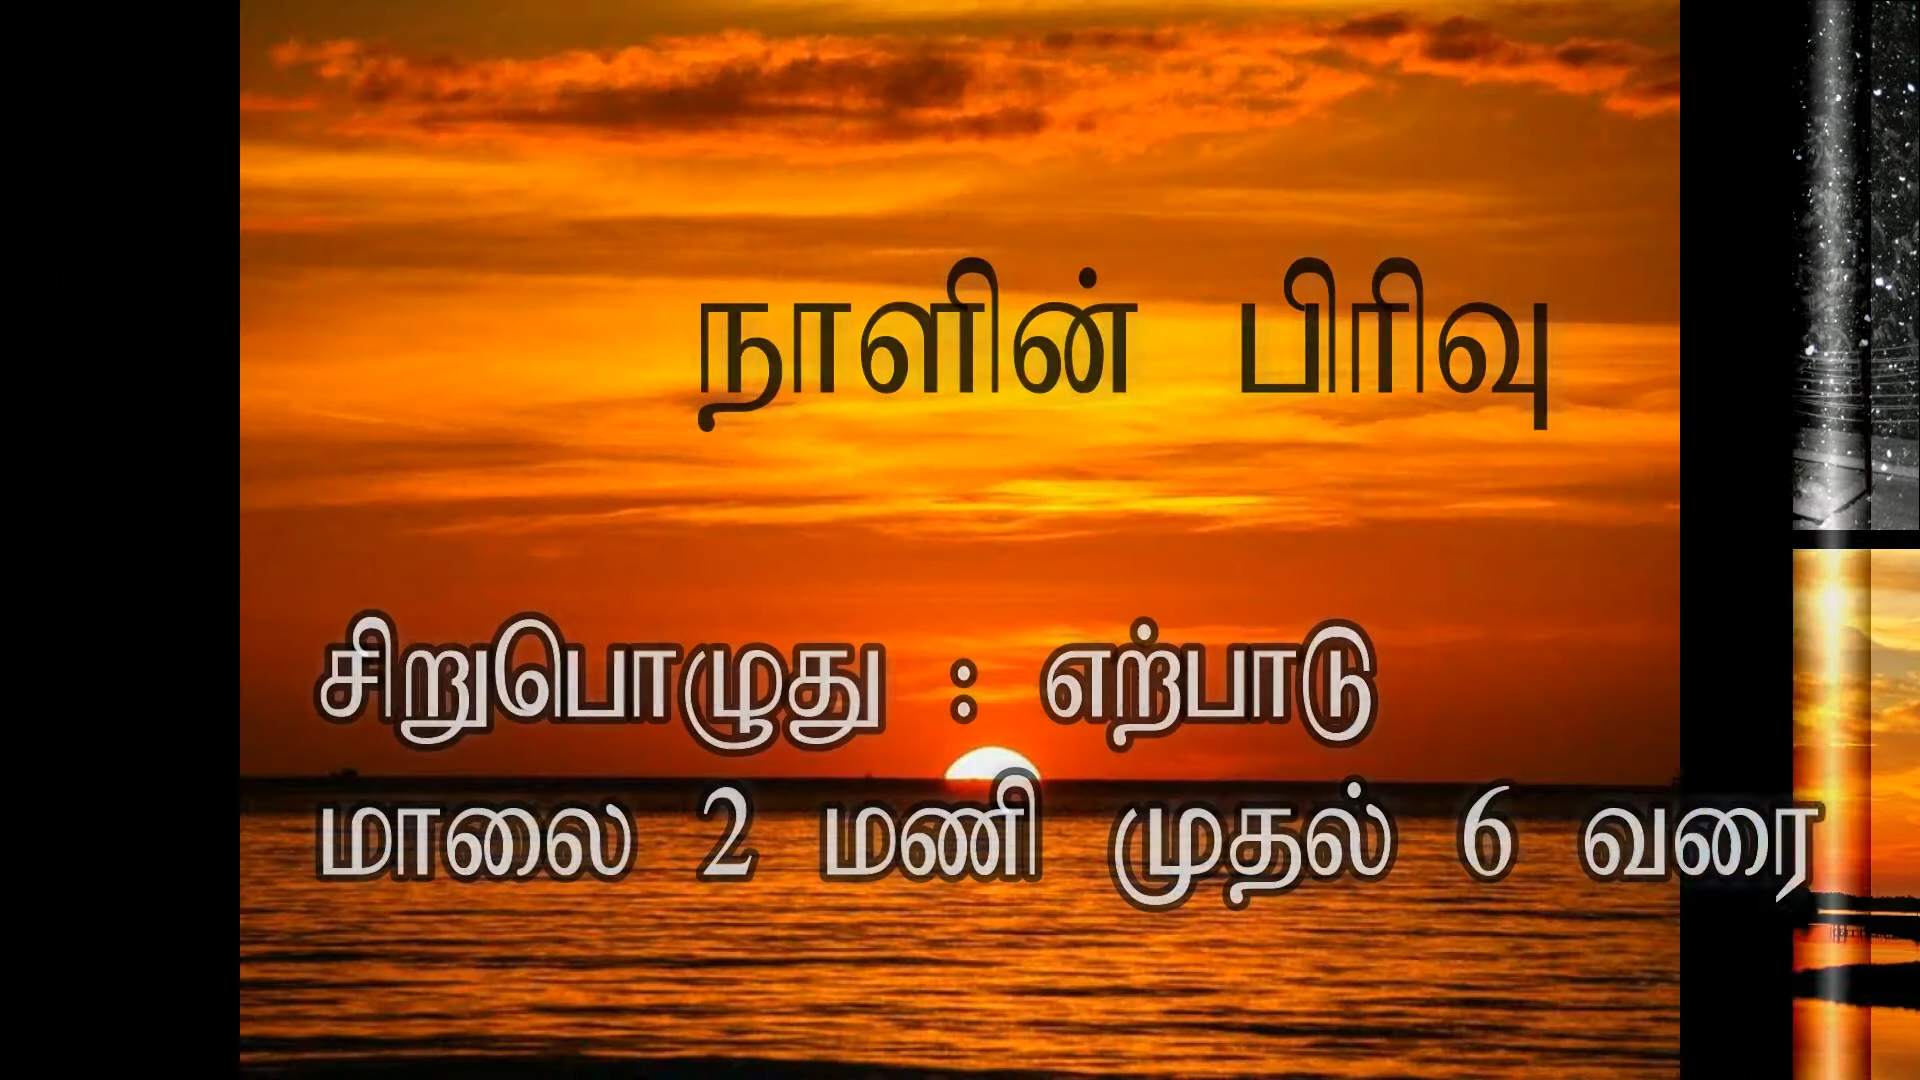 நாளின் பிரிவு
சிறுபொழுது : எற்பாடு
மாலை 2 மணி முதல் 6 வரை